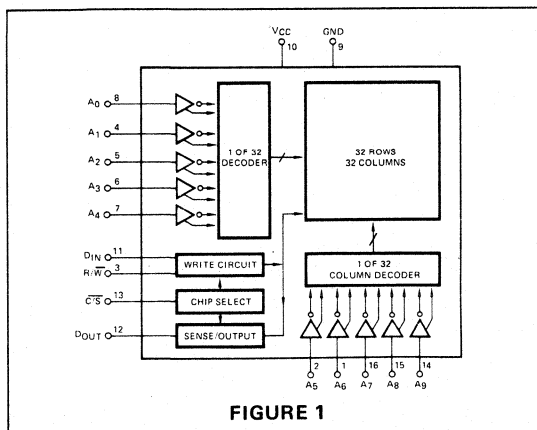 VCC
10
GND
9
A0 8
A1 4
A2 5
A3 6
A4 7
1 OF 32
DECODER
32 ROWS
32 COLUMNS
DIN 11
R/W̅ 3
C̅/̅S̅ 13
DOUT 12
WRITE CIRCUIT
CHIP SELECT
SENSE/OUTPUT
1 OF 32
COLUMN DECODER
2 1 16 15 14
A5 A6 A7 A8 A9
FIGURE 1